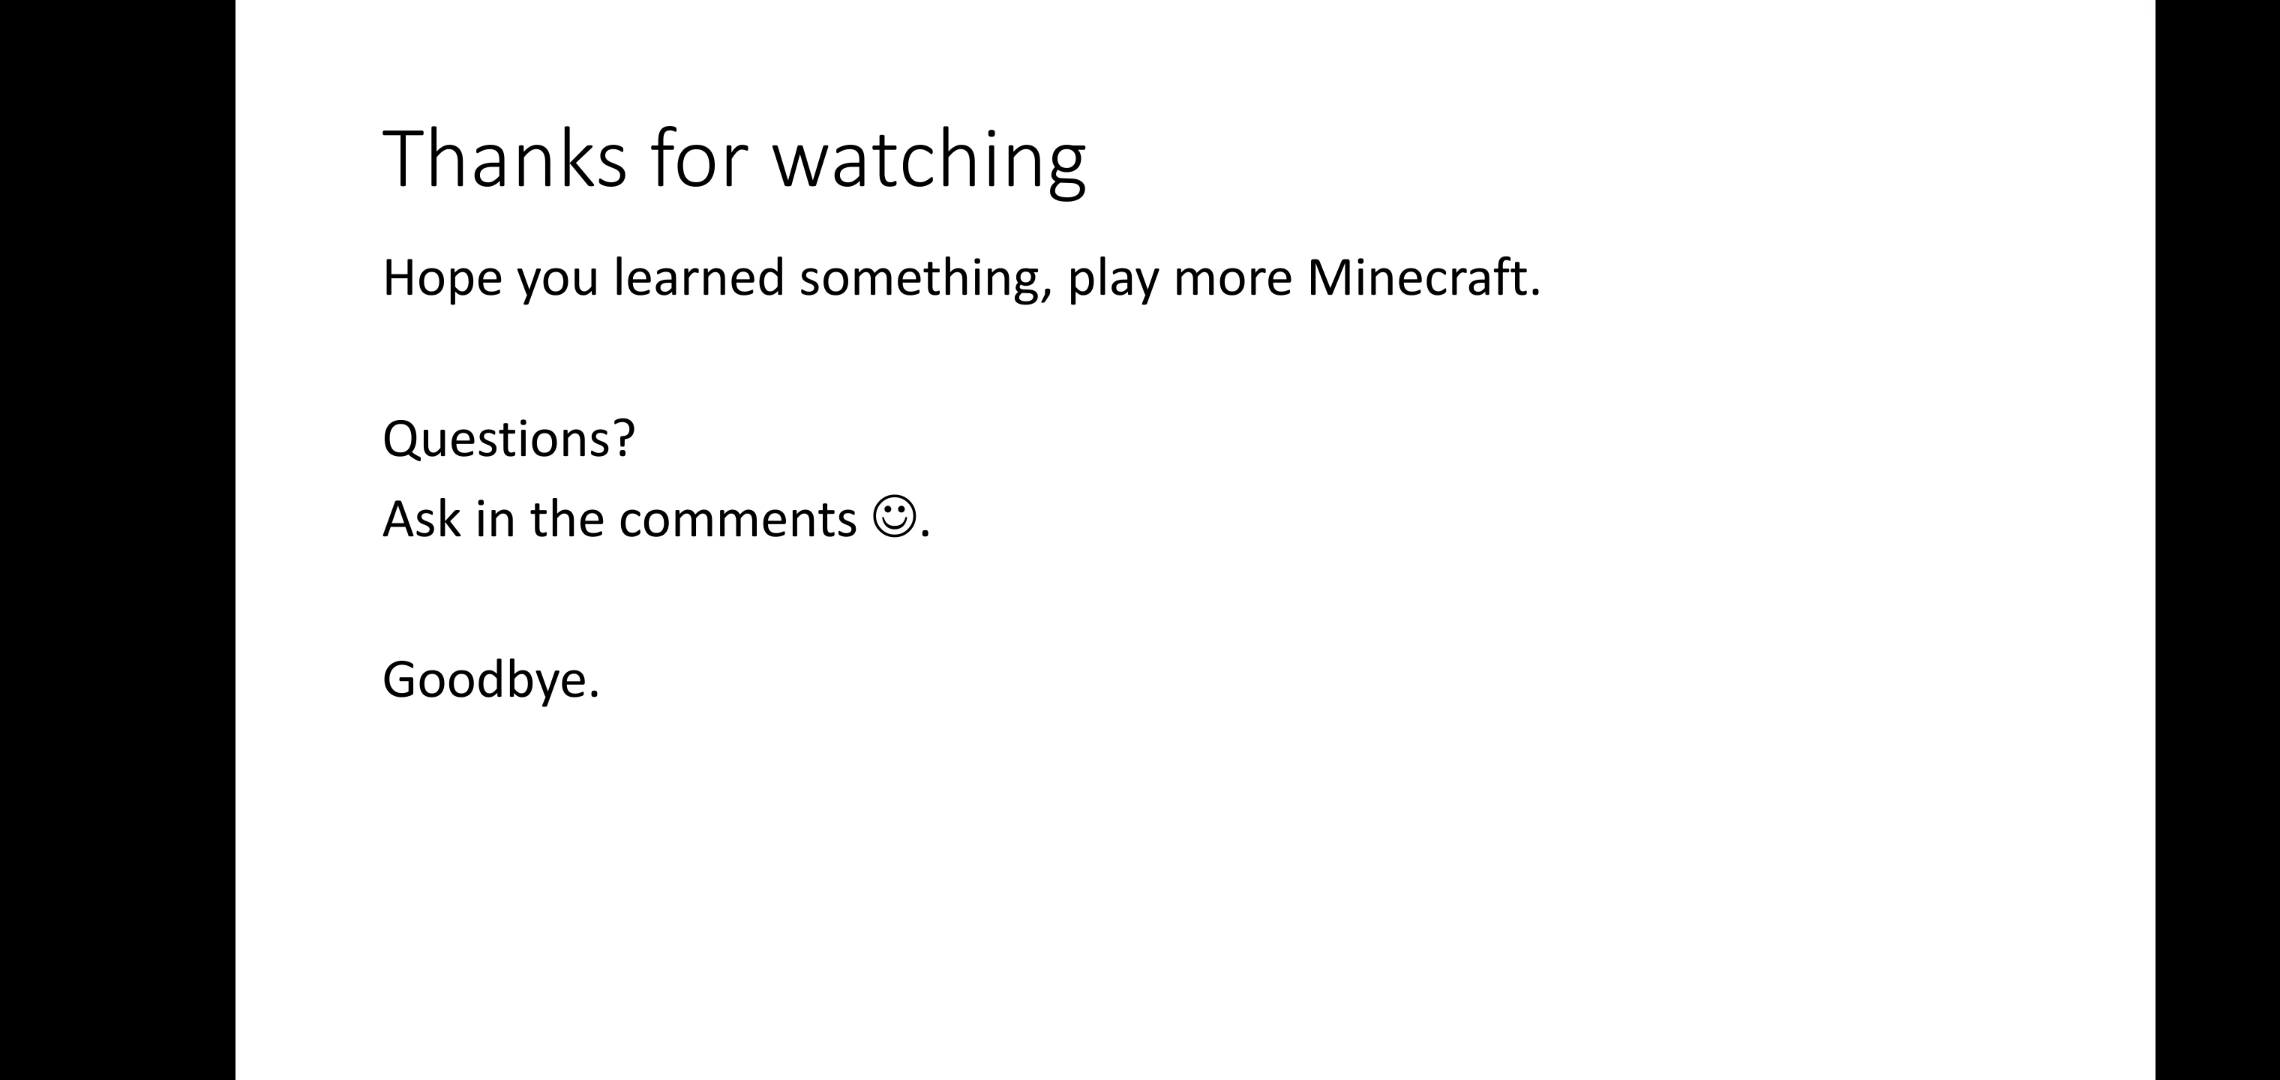 Thanks for watching
Hope you learned something, play more Minecraft.
Questions?
Ask in the comments ☺.
Goodbye.